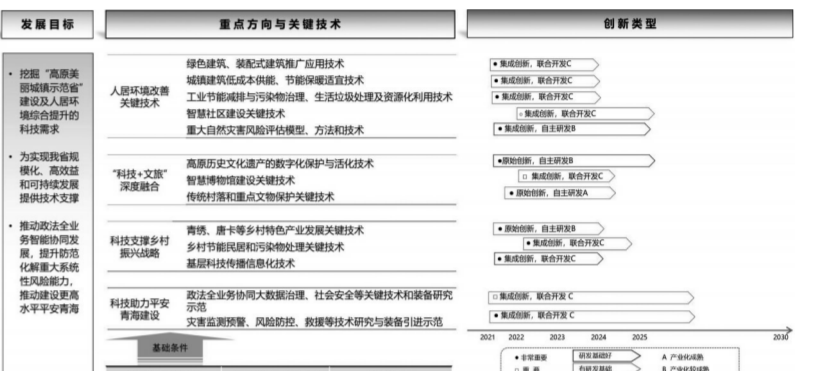 发展目标
重点方向与关键技术
创新类型
• 挖掘“高原美
丽城镇示范省”
建设及人居环
境综合提升的
科技需求
• 为实现我省规
模化、高效益
和可持续发展
提供技术支撑
• 推动政法全业
务智能协同发
展，提升防范
化解重大系统
性风险能力，
推动建设更高
水平平安青海
人居环境改善
关键技术
绿色建筑、装配式建筑推广应用技术
城镇建筑低成本供能、节能保暖适宜技术
工业节能减排与污染物治理、生活垃圾处理及资源化利用技术
智慧社区建设关键技术
重大自然灾害风险评估模型、方法和技术
• 集成创新，联合开发C
• 集成创新，联合开发C
• 集成创新，联合开发C
▫ 集成创新，联合开发C
• 集成创新，自主研发B
“科技+文旅”
深度融合
高原历史文化遗产的数字化保护与活化技术
智慧博物馆建设关键技术
传统村落和重点文物保护关键技术
•原始创新，自主研发B
□ 集成创新，联合开发C
• 原始创新，自主研发A
科技支撑乡村
振兴战略
青绣、唐卡等乡村特色产业发展关键技术
乡村节能民居和污染物处理关键技术
基层科技传播信息化技术
• 原始创新，自主研发B
• 集成创新，联合开发C
• 集成创新，联合开发C
科技助力平安
青海建设
政法全业务协同大数据治理、社会安全等关键技术和装备研究
示范
灾害监测预警、风险防控、救援等技术研究与装备引进示范
□ 集成创新，联合开发 C
• 集成创新，联合开发 C
2021 2022 2023 2024 2025 2030
基础条件
• 非常重要 研发基础好 A 产业化成熟
□ 重 要 有研发基础 B 产业化较成熟